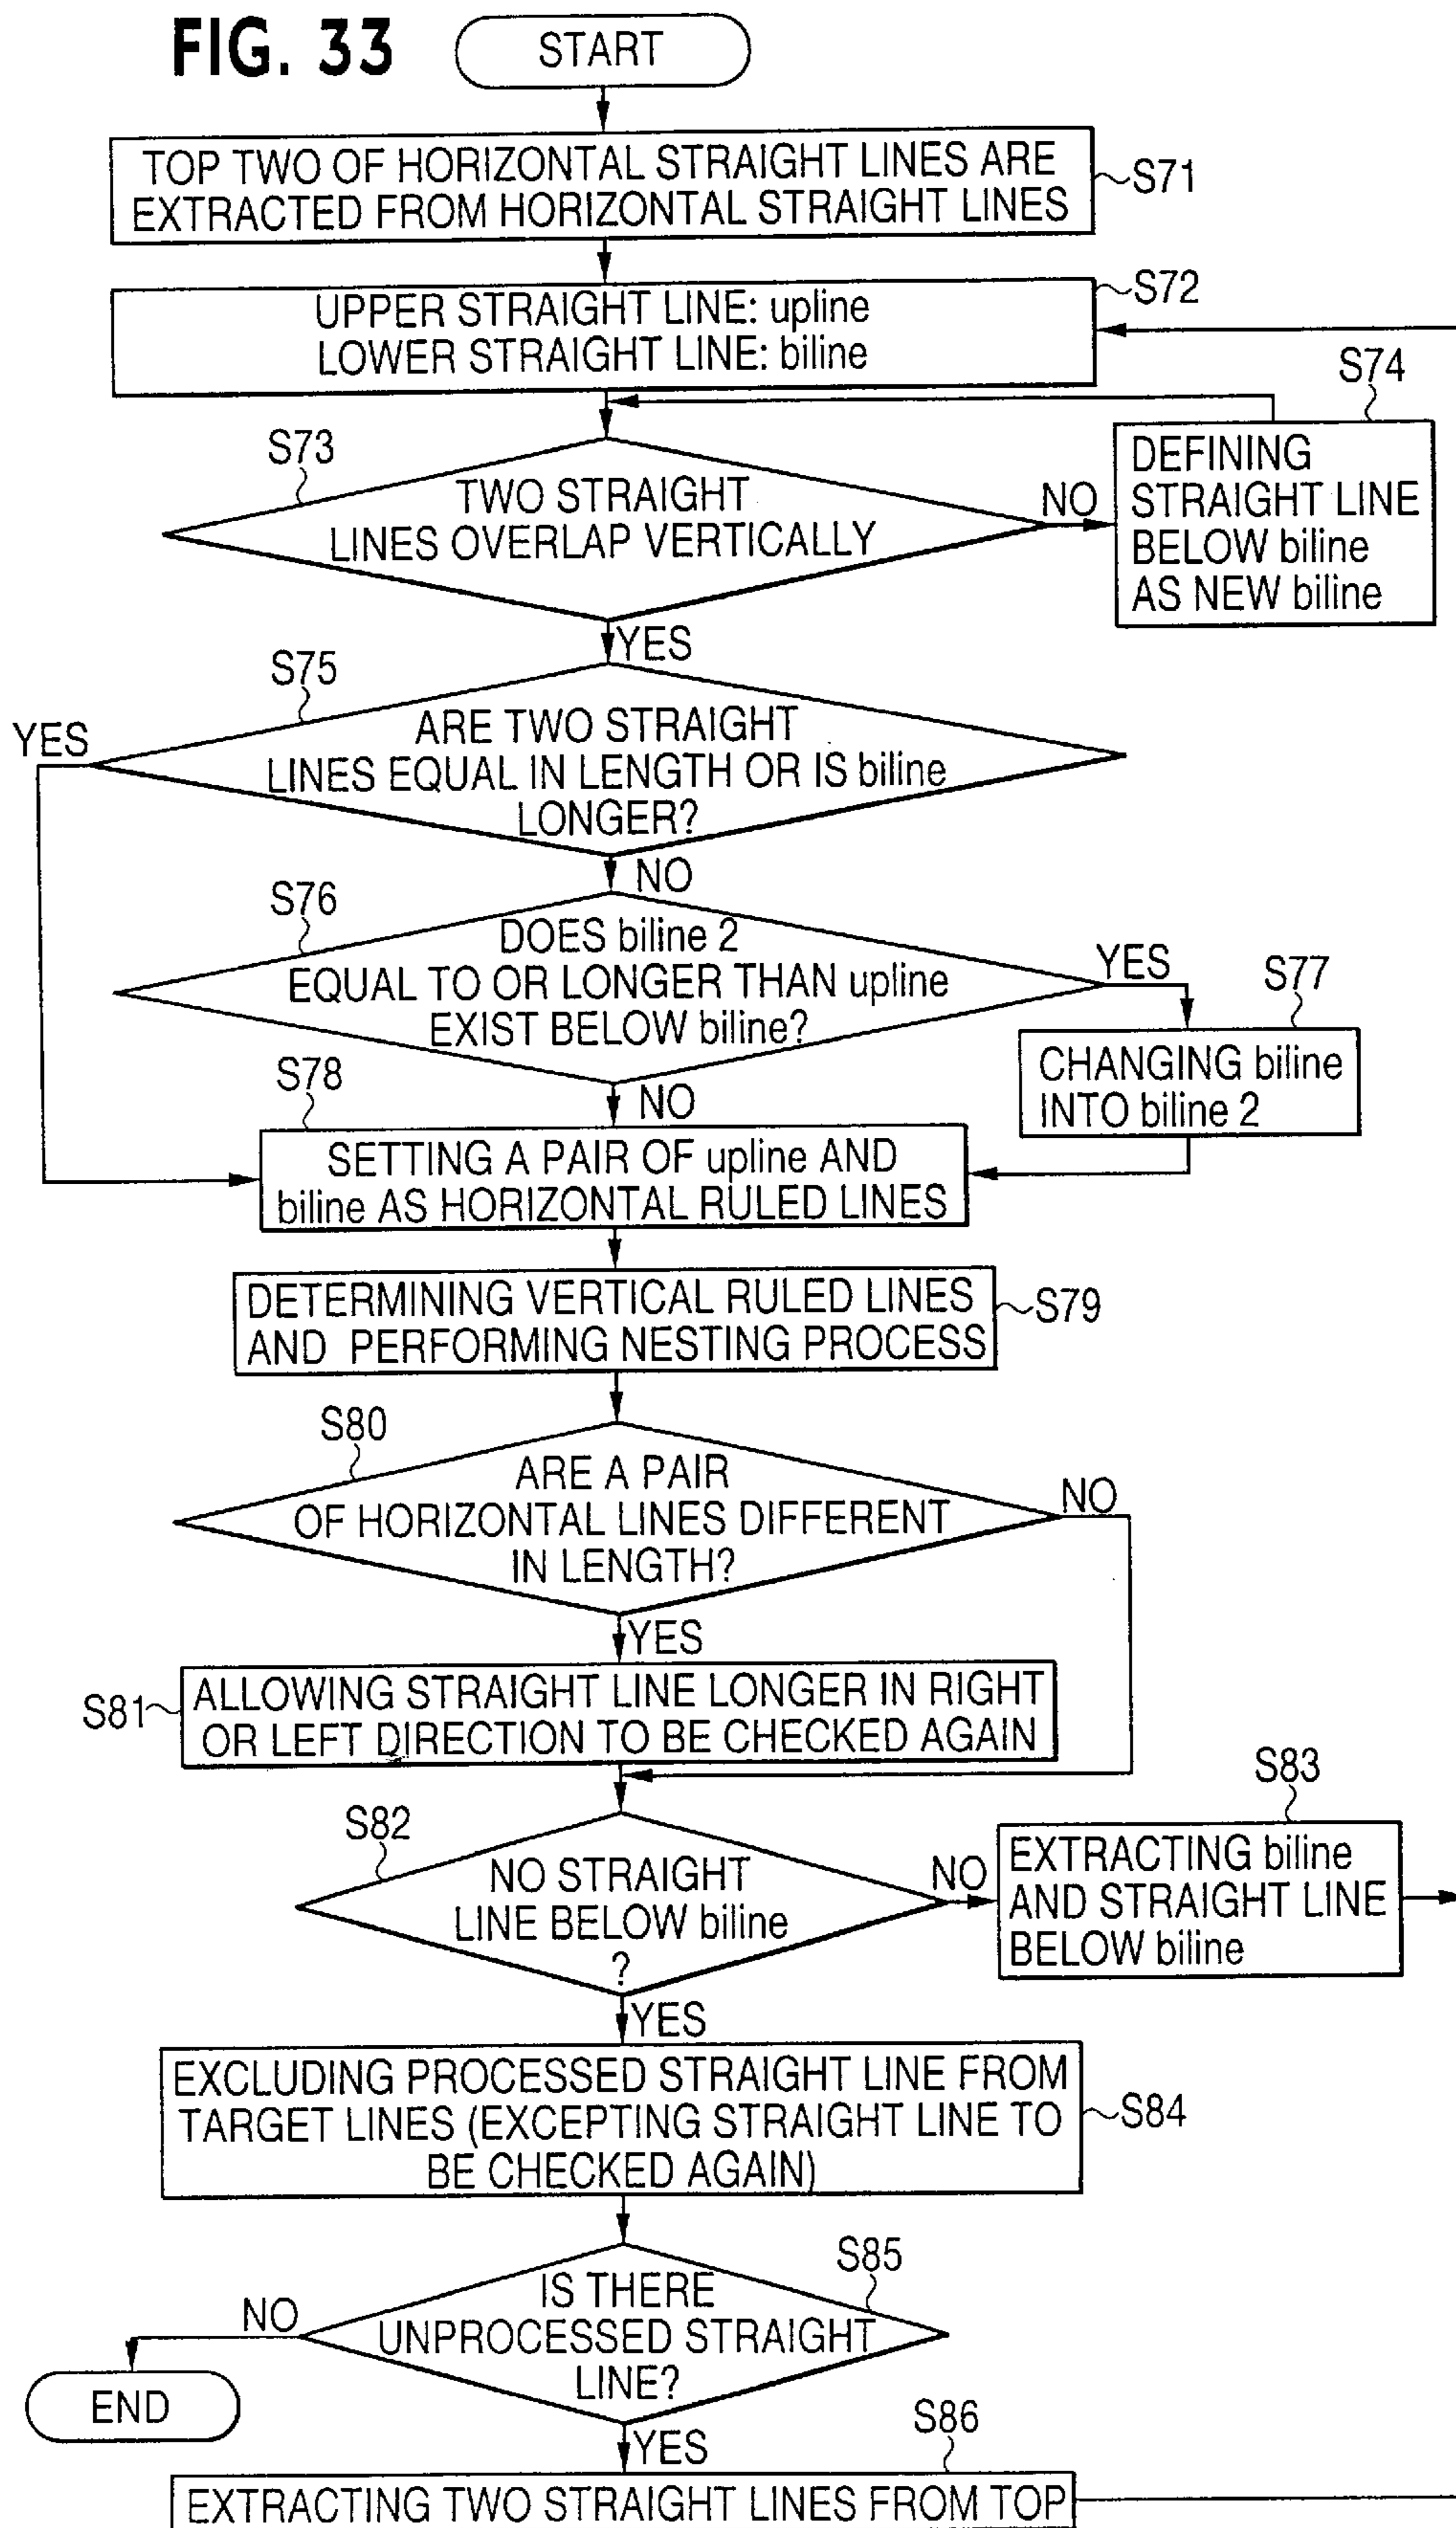 FIG. 33
START
TOP TWO OF HORIZONTAL STRAIGHT LINES ARE
EXTRACTED FROM HORIZONTAL STRAIGHT LINES
S71
UPPER STRAIGHT LINE: upline
LOWER STRAIGHT LINE: biline
S72
S73
TWO STRAIGHT
LINES OVERLAP VERTICALLY
NO
S74
DEFINING
STRAIGHT LINE
BELOW biline
AS NEW biline
YES
S75
YES
ARE TWO STRAIGHT
LINES EQUAL IN LENGTH OR IS biline
LONGER?
NO
S76
DOES biline 2
EQUAL TO OR LONGER THAN upline
EXIST BELOW biline?
YES
S77
CHANGING biline
INTO biline 2
NO
S78
SETTING A PAIR OF upline AND
biline AS HORIZONTAL RULED LINES
DETERMINING VERTICAL RULED LINES
AND PERFORMING NESTING PROCESS
S79
S80
ARE A PAIR
OF HORIZONTAL LINES DIFFERENT
IN LENGTH?
NO
YES
S81
ALLOWING STRAIGHT LINE LONGER IN RIGHT
OR LEFT DIRECTION TO BE CHECKED AGAIN
S82
NO STRAIGHT
LINE BELOW biline
?
NO
S83
EXTRACTING biline
AND STRAIGHT LINE
BELOW biline
YES
EXCLUDING PROCESSED STRAIGHT LINE FROM
TARGET LINES (EXCEPTING STRAIGHT LINE TO
BE CHECKED AGAIN)
S84
S85
IS THERE
UNPROCESSED STRAIGHT
LINE?
NO
END
YES
S86
EXTRACTING TWO STRAIGHT LINES FROM TOP